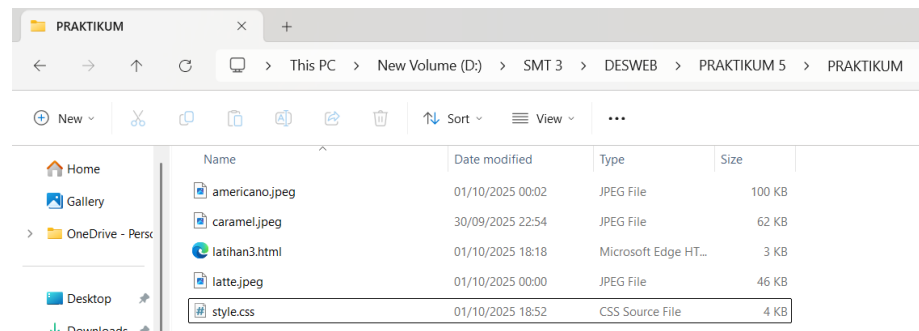 PRAKTIKUM
This PC > New Volume (D:) > SMT 3 > DESWEB > PRAKTIKUM 5 > PRAKTIKUM
New Sort View
Name Date modified Type Size
Home
Gallery
OneDrive - Perso
Desktop
Downloads
americano.jpeg 01/10/2025 00:02 JPEG File 100 KB
caramel.jpeg 30/09/2025 22:54 JPEG File 62 KB
latihan3.html 01/10/2025 18:18 Microsoft Edge HT... 3 KB
latte.jpeg 01/10/2025 00:00 JPEG File 46 KB
style.css 01/10/2025 18:52 CSS Source File 4 KB